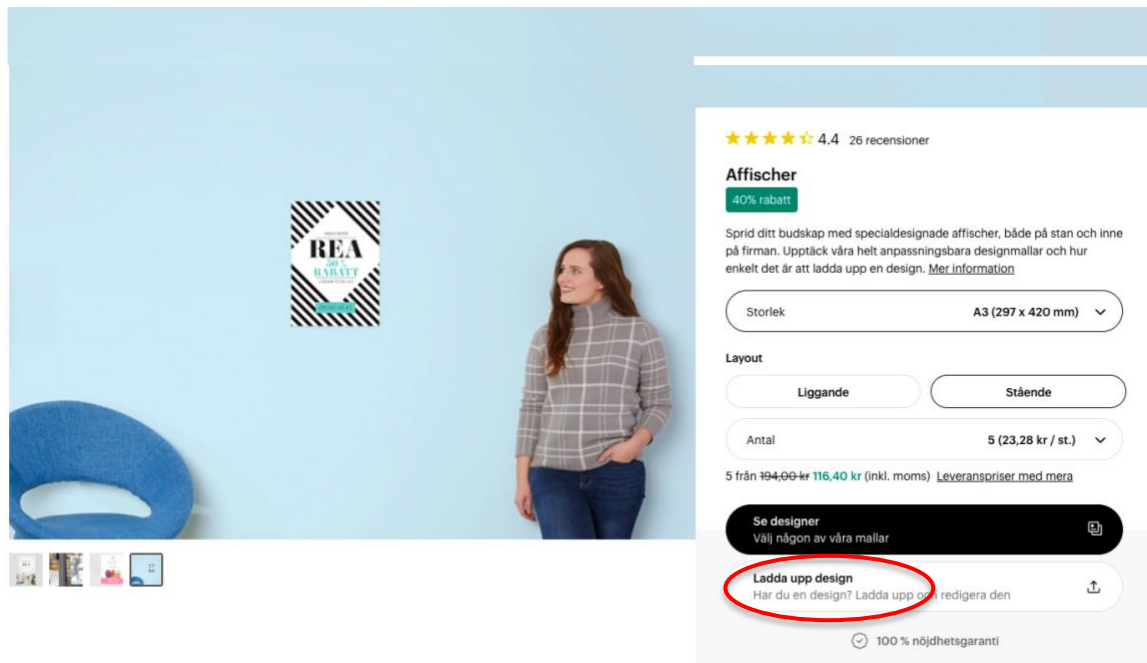 REA
50%
RABATT
4.4 26 recensioner
Affischer
40% rabatt
Sprid ditt budskap med specialdesignade affischer, både på stan och inne
på firman. Upptäck våra helt anpassningsbara designmallar och hur
enkelt det är att ladda upp en design. Mer information
Storlek A3 (297 x 420 mm)
Layout
Liggande Stående
Antal 5 (23,28 kr / st.)
5 från 194,00 kr 116,40 kr (inkl. moms) Leveranspriser med mera
Se designer
Välj någon av våra mallar
Ladda upp design
Har du en design? Ladda upp och redigera den
100 % nöjdhetsgaranti